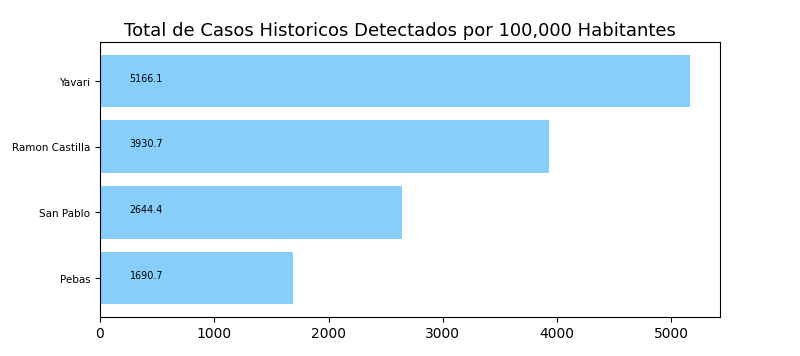 Total de Casos Historicos Detectados por 100,000 Habitantes
Yavari 5166.1
Ramon Castilla 3930.7
San Pablo 2644.4
Pebas 1690.7
0 1000 2000 3000 4000 5000